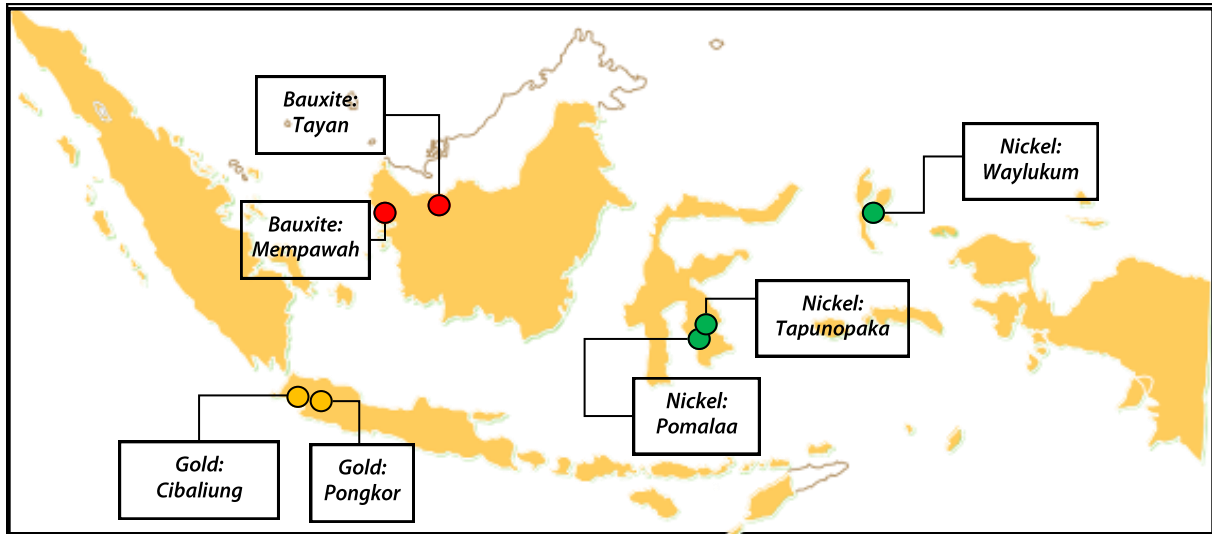 Bauxite:
Tayan
Nickel:
Waylukum
Bauxite:
Mempawah
Nickel:
Tapunopaka
Nickel:
Pomalaa
Gold:
Cibaliung
Gold:
Pongkor